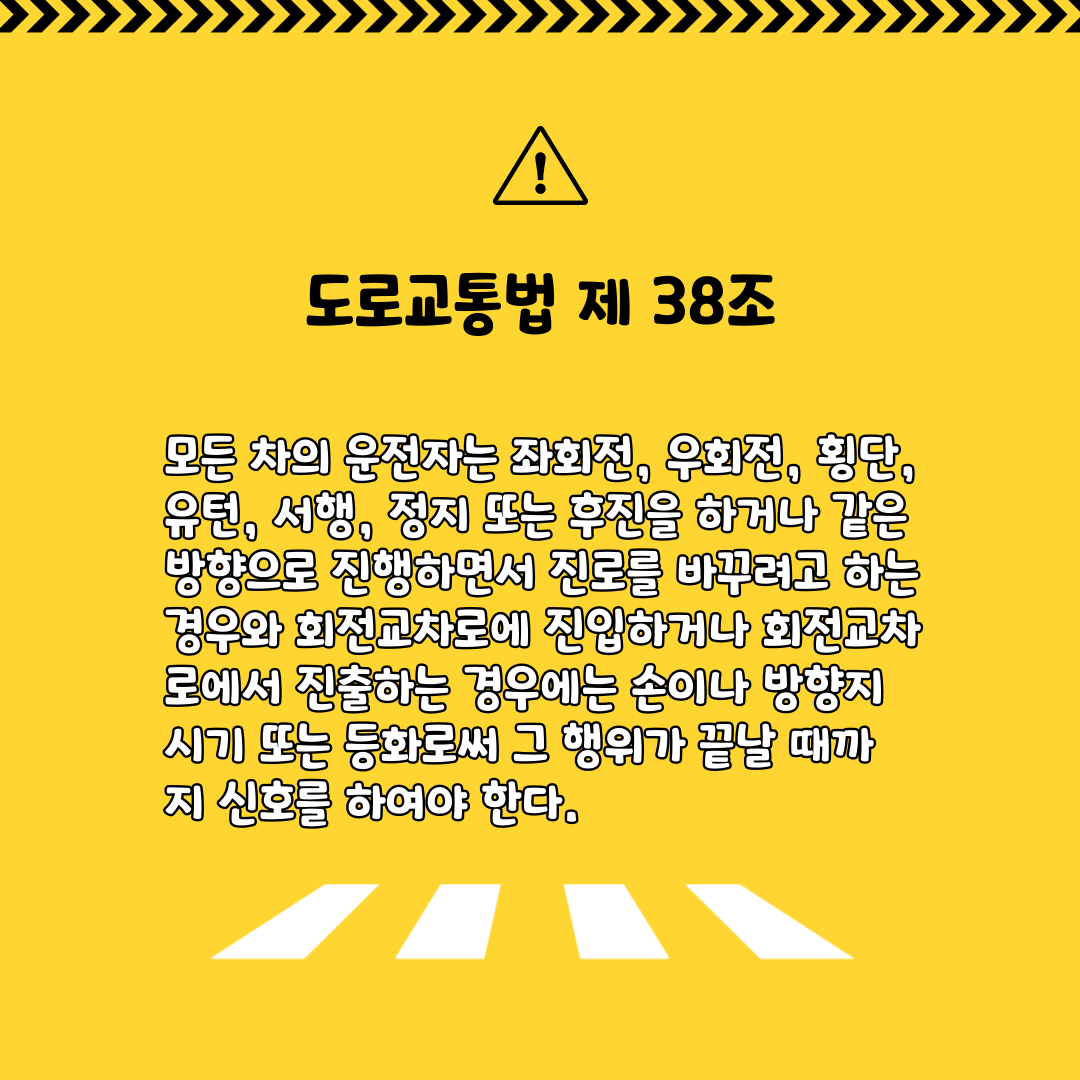 도로교통법 제 38조
모든 차의 운전자는 좌회전, 우회전, 횡단,
유턴, 서행, 정지 또는 후진을 하거나 같은
방향으로 진행하면서 진로를 바꾸려고 하는
경우와 회전교차로에 진입하거나 회전교차
로에서 진출하는 경우에는 손이나 방향지
시기 또는 등화로써 그 행위가 끝날 때까
지 신호를 하여야 한다.